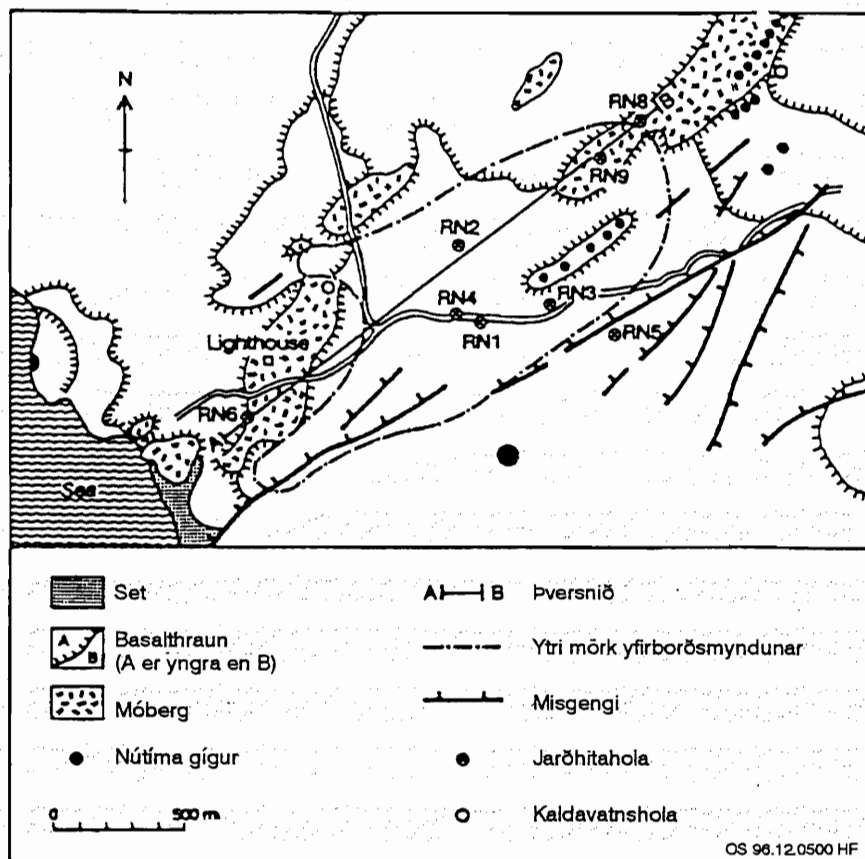 N
RN8
B
RN9
RN2
RN4
RN3
RN1
RN5
Lighthouse
RN6
A
Sea
Set
A
B
Basalthraun
(A er yngra en B)
Móberg
Nútíma gígur
0 500 m
A B Þversnið
Ytri mörk yfirborðsmyndunar
Misgengi
Jarðhitahola
Kaldavatnshola
OS 96.12.0500 HF